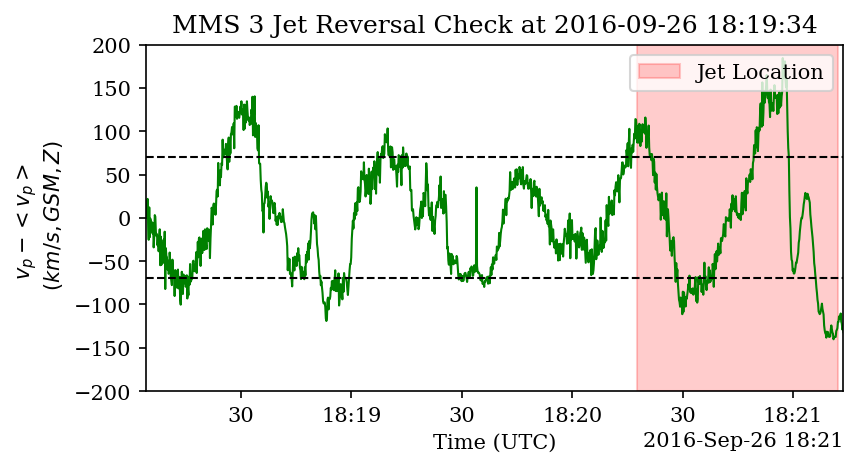 MMS 3 Jet Reversal Check at 2016-09-26 18:19:34
Jet Location
v_p − < v_p >
(km/s, GSM, Z)
200
150
100
50
0
−50
−100
−150
−200
30
18:19
30
18:20
30
18:21
Time (UTC)
2016-Sep-26 18:21